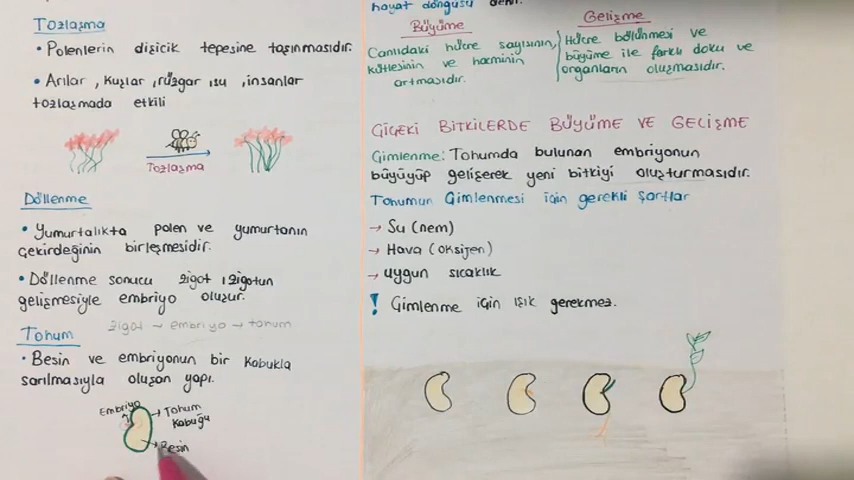 Tozlaşma
• Polenlerin dişicik tepesine taşınmasıdır.
• Arılar, kuşlar, rüzgar, su, insanlar
tozlaşmada etkili
Tozlaşma
Döllenme
• Yumurtalıkta polen ve yumurtanın
çekirdeğinin birleşmesidir.
• Döllenme sonucu zigot, zigotun
gelişmesiyle embriyo oluşur.
zigot → embriyo → tohum
Tohum
• Besin ve embriyonun bir kabukla
sarılmasıyla oluşan yapı.
Embriyo
→ Tohum
kabuğu
→ Besin
hayat döngüsü denir.
Büyüme
Canlıdaki hücre sayısının,
kütlesinin ve hacminin
artmasıdır.
Gelişme
Hücre bölünmesi ve
büyüme ile farklı doku ve
organların oluşmasıdır.
ÇİÇEKLİ BİTKİLERDE BÜYÜME VE GELİŞME
Çimlenme: Tohumda bulunan embriyonun
büyüyüp gelişerek yeni bitkiyi oluşturmasıdır.
Tohumun Çimlenmesi için gerekli şartlar
→ Su (nem)
→ Hava (oksijen)
→ uygun sıcaklık
! Çimlenme için ışık gerekmez.